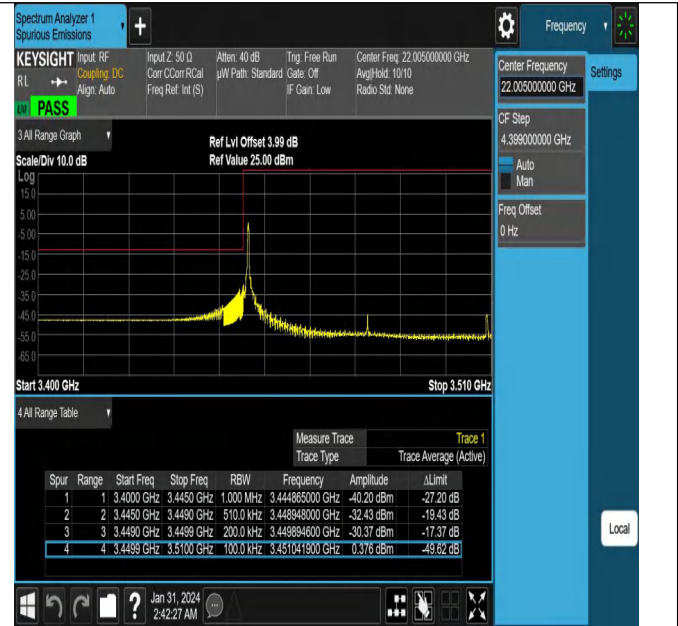 Spectrum Analyzer 1
Spurious Emissions
Frequency
KEYSIGHT Input: RF Input Z: 50 Ω Atten: 40 dB Trig: Free Run Center Freq: 22.005000000 GHz
RL Coupling: DC Corr CCorr RCal µW Path: Standard Gate: Off Avg|Hold: 10/10
Align: Auto Freq Ref: Int (S) IF Gain: Low Radio Std: None
PASS
Center Frequency
22.005000000 GHz
Settings
CF Step
4.399000000 GHz
Auto
Man
Freq Offset
0 Hz
3 All Range Graph
Ref Lvl Offset 3.99 dB
Scale/Div 10.0 dB Ref Value 25.00 dBm
Log
15.0
5.00
-5.00
-15.0
-25.0
-35.0
-45.0
-55.0
-65.0
Start 3.400 GHz Stop 3.510 GHz
4 All Range Table
Measure Trace Trace 1
Trace Type Trace Average (Active)
Spur Range Start Freq Stop Freq RBW Frequency Amplitude ΔLimit
1 1 3.4000 GHz 3.4450 GHz 1.000 MHz 3.444865000 GHz -40.20 dBm -27.20 dB
2 2 3.4450 GHz 3.4490 GHz 510.0 kHz 3.448948000 GHz -32.43 dBm -19.43 dB
3 3 3.4490 GHz 3.4499 GHz 200.0 kHz 3.449894600 GHz -30.37 dBm -17.37 dB
4 4 3.4499 GHz 3.5100 GHz 100.0 kHz 3.451041900 GHz 0.376 dBm -49.62 dB
Local
Jan 31, 2024
2:42:27 AM